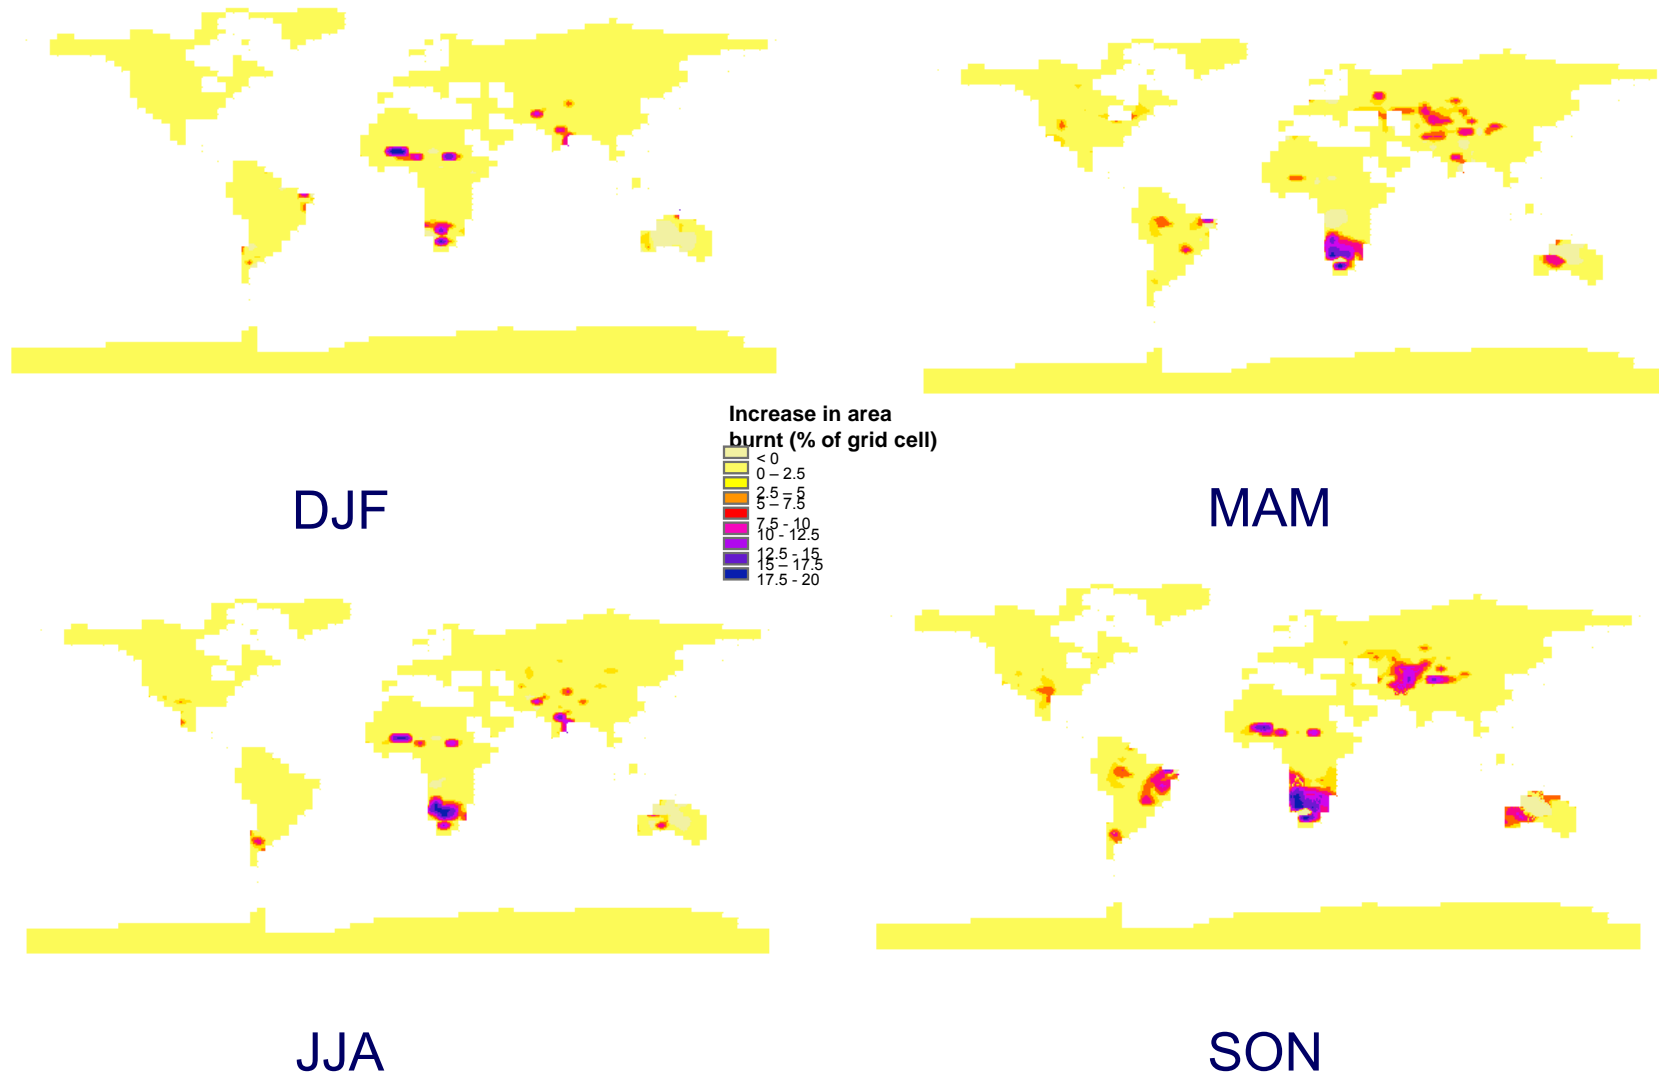 Increase in area
burnt (% of grid cell)
< 0
0 – 2.5
2.5 – 5
5 – 7.5
7.5 - 10
10 - 12.5
12.5 - 15
15 – 17.5
17.5 - 20
DJF
MAM
JJA
SON